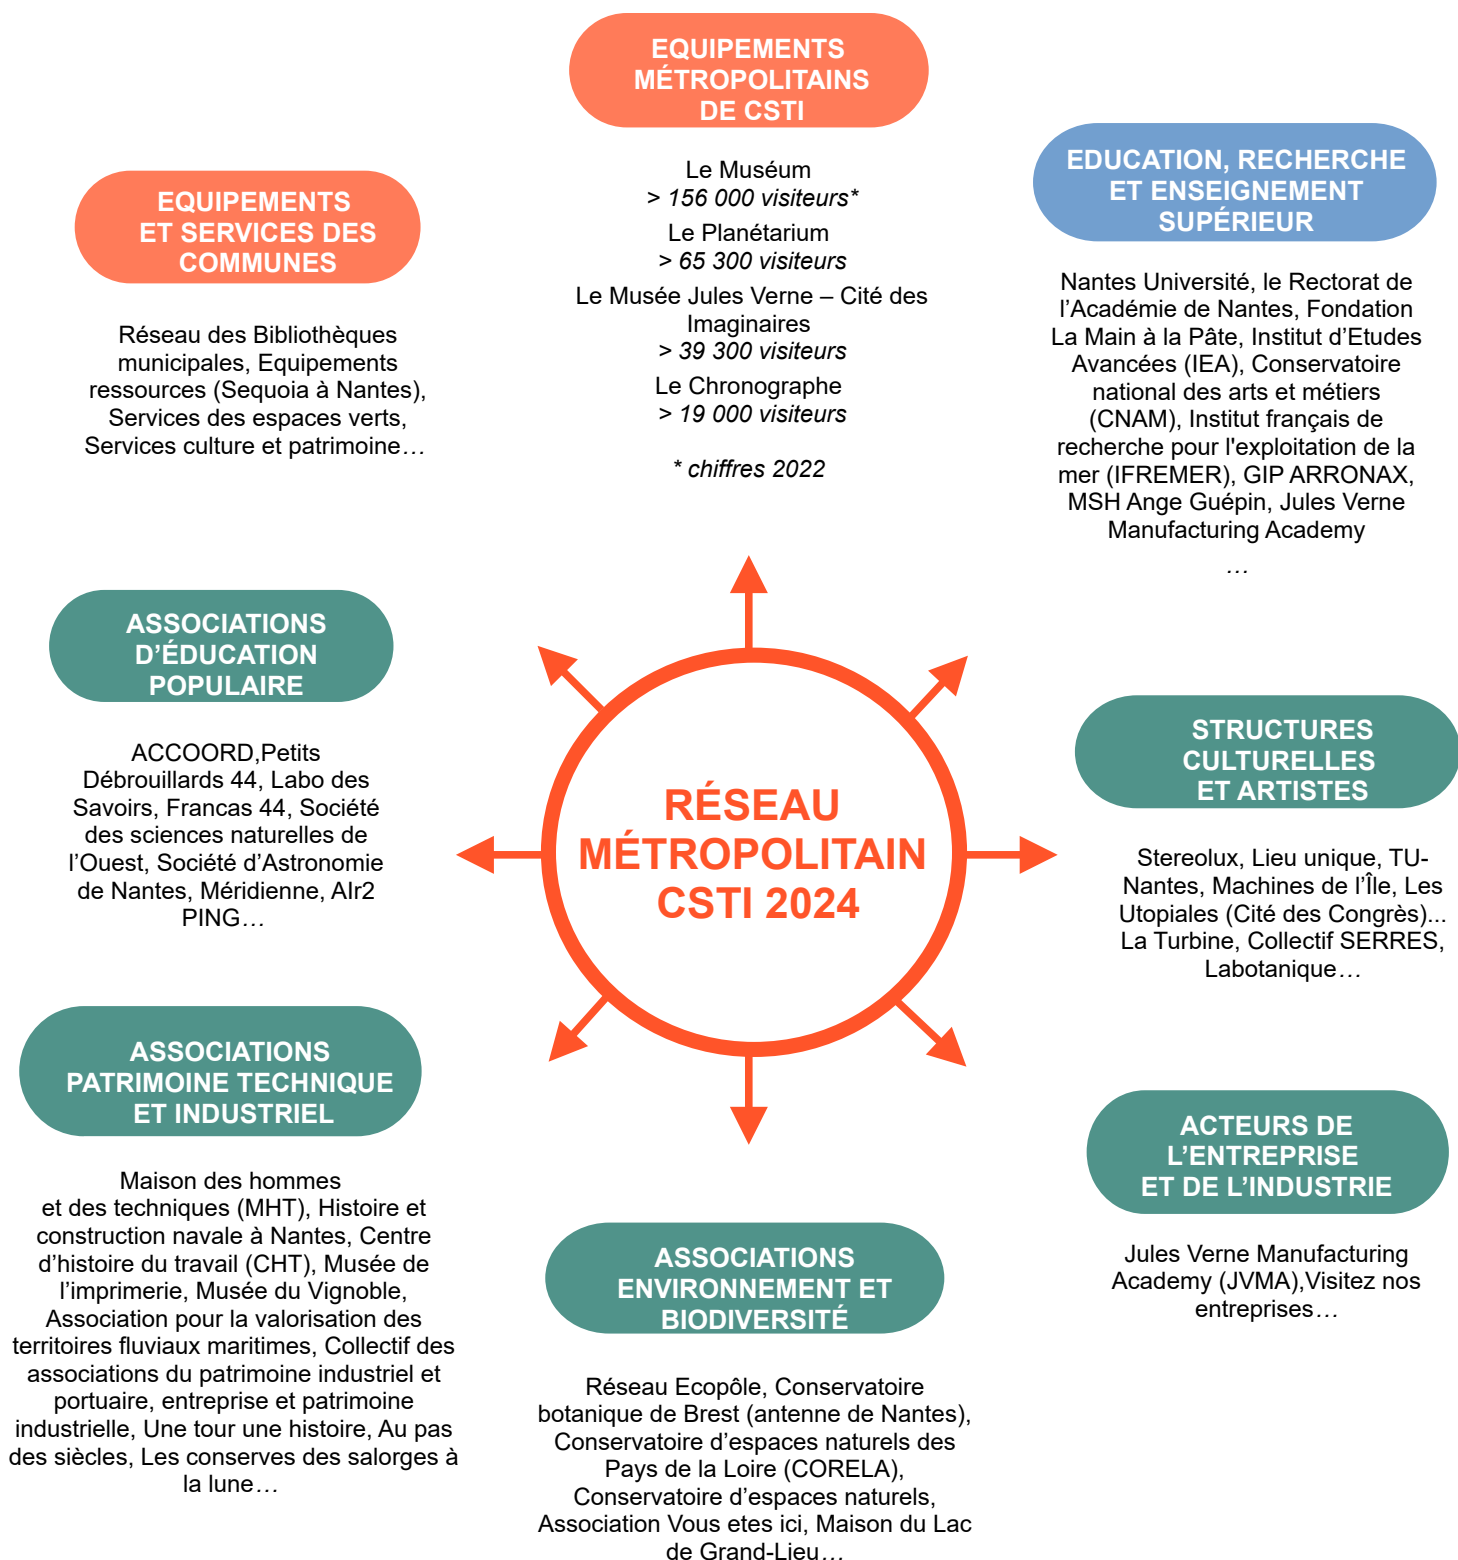 EQUIPEMENTS
MÉTROPOLITAINS
DE CSTI
Le Muséum
> 156 000 visiteurs*
Le Planétarium
> 65 300 visiteurs
Le Musée Jules Verne – Cité des
Imaginaires
> 39 300 visiteurs
Le Chronographe
> 19 000 visiteurs
* chiffres 2022
EDUCATION, RECHERCHE
ET ENSEIGNEMENT
SUPÉRIEUR
Nantes Université, le Rectorat de
l’Académie de Nantes, Fondation
La Main à la Pâte, Institut d’Etudes
Avancées (IEA), Conservatoire
national des arts et métiers
(CNAM), Institut français de
recherche pour l'exploitation de la
mer (IFREMER), GIP ARRONAX,
MSH Ange Guépin, Jules Verne
Manufacturing Academy
…
EQUIPEMENTS
ET SERVICES DES
COMMUNES
Réseau des Bibliothèques
municipales, Equipements
ressources (Sequoia à Nantes),
Services des espaces verts,
Services culture et patrimoine…
ASSOCIATIONS
D’ÉDUCATION
POPULAIRE
ACCOORD,Petits
Débrouillards 44, Labo des
Savoirs, Francas 44, Société
des sciences naturelles de
l’Ouest, Société d’Astronomie
de Nantes, Méridienne, AIr2
PING…
RÉSEAU
MÉTROPOLITAIN
CSTI 2024
STRUCTURES
CULTURELLES
ET ARTISTES
Stereolux, Lieu unique, TU-
Nantes, Machines de l’Île, Les
Utopiales (Cité des Congrès)...
La Turbine, Collectif SERRES,
Labotanique…
ASSOCIATIONS
PATRIMOINE TECHNIQUE
ET INDUSTRIEL
Maison des hommes
et des techniques (MHT), Histoire et
construction navale à Nantes, Centre
d’histoire du travail (CHT), Musée de
l’imprimerie, Musée du Vignoble,
Association pour la valorisation des
territoires fluviaux maritimes, Collectif des
associations du patrimoine industriel et
portuaire, entreprise et patrimoine
industrielle, Une tour une histoire, Au pas
des siècles, Les conserves des salorges à
la lune…
ACTEURS DE
L’ENTREPRISE
ET DE L’INDUSTRIE
Jules Verne Manufacturing
Academy (JVMA),Visitez nos
entreprises…
ASSOCIATIONS
ENVIRONNEMENT ET
BIODIVERSITÉ
Réseau Ecopôle, Conservatoire
botanique de Brest (antenne de Nantes),
Conservatoire d’espaces naturels des
Pays de la Loire (CORELA),
Conservatoire d’espaces naturels,
Association Vous etes ici, Maison du Lac
de Grand-Lieu…